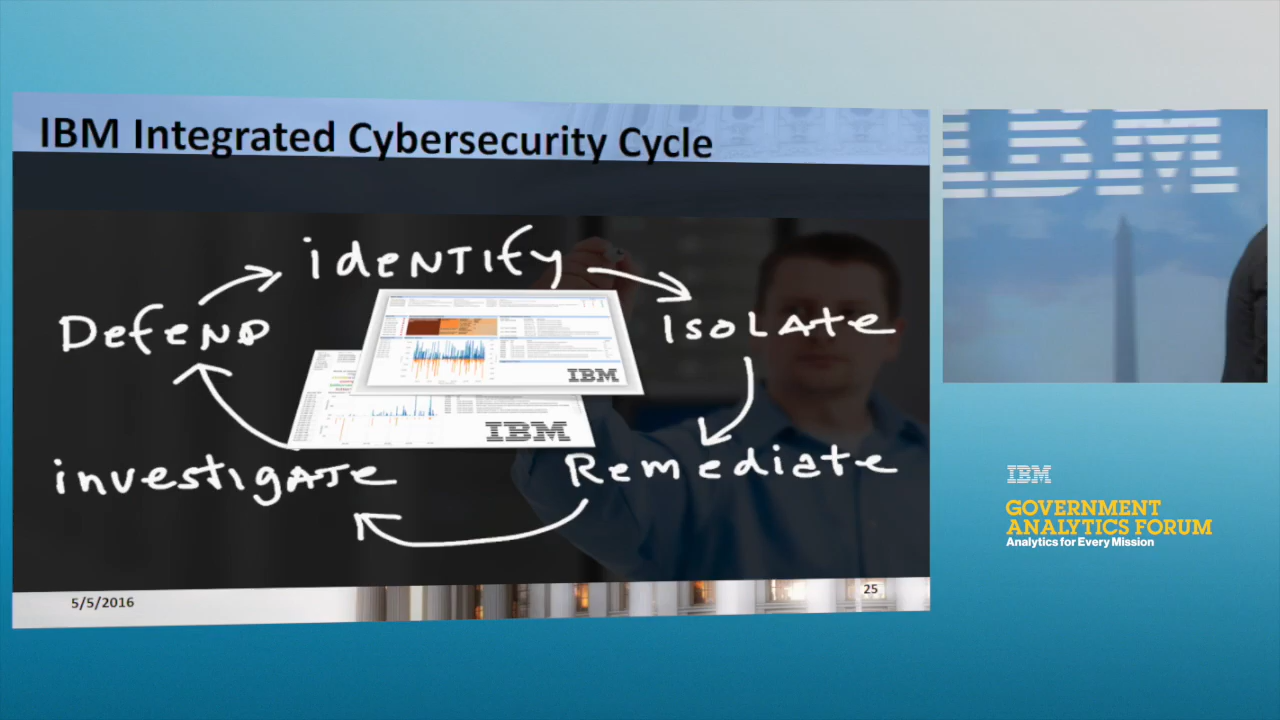 IBM Integrated Cybersecurity Cycle
identify
Defend
Isolate
IBM
IBM
investigate
Remediate
5/5/2016
25
IBM
IBM
GOVERNMENT
ANALYTICS FORUM
Analytics for Every Mission